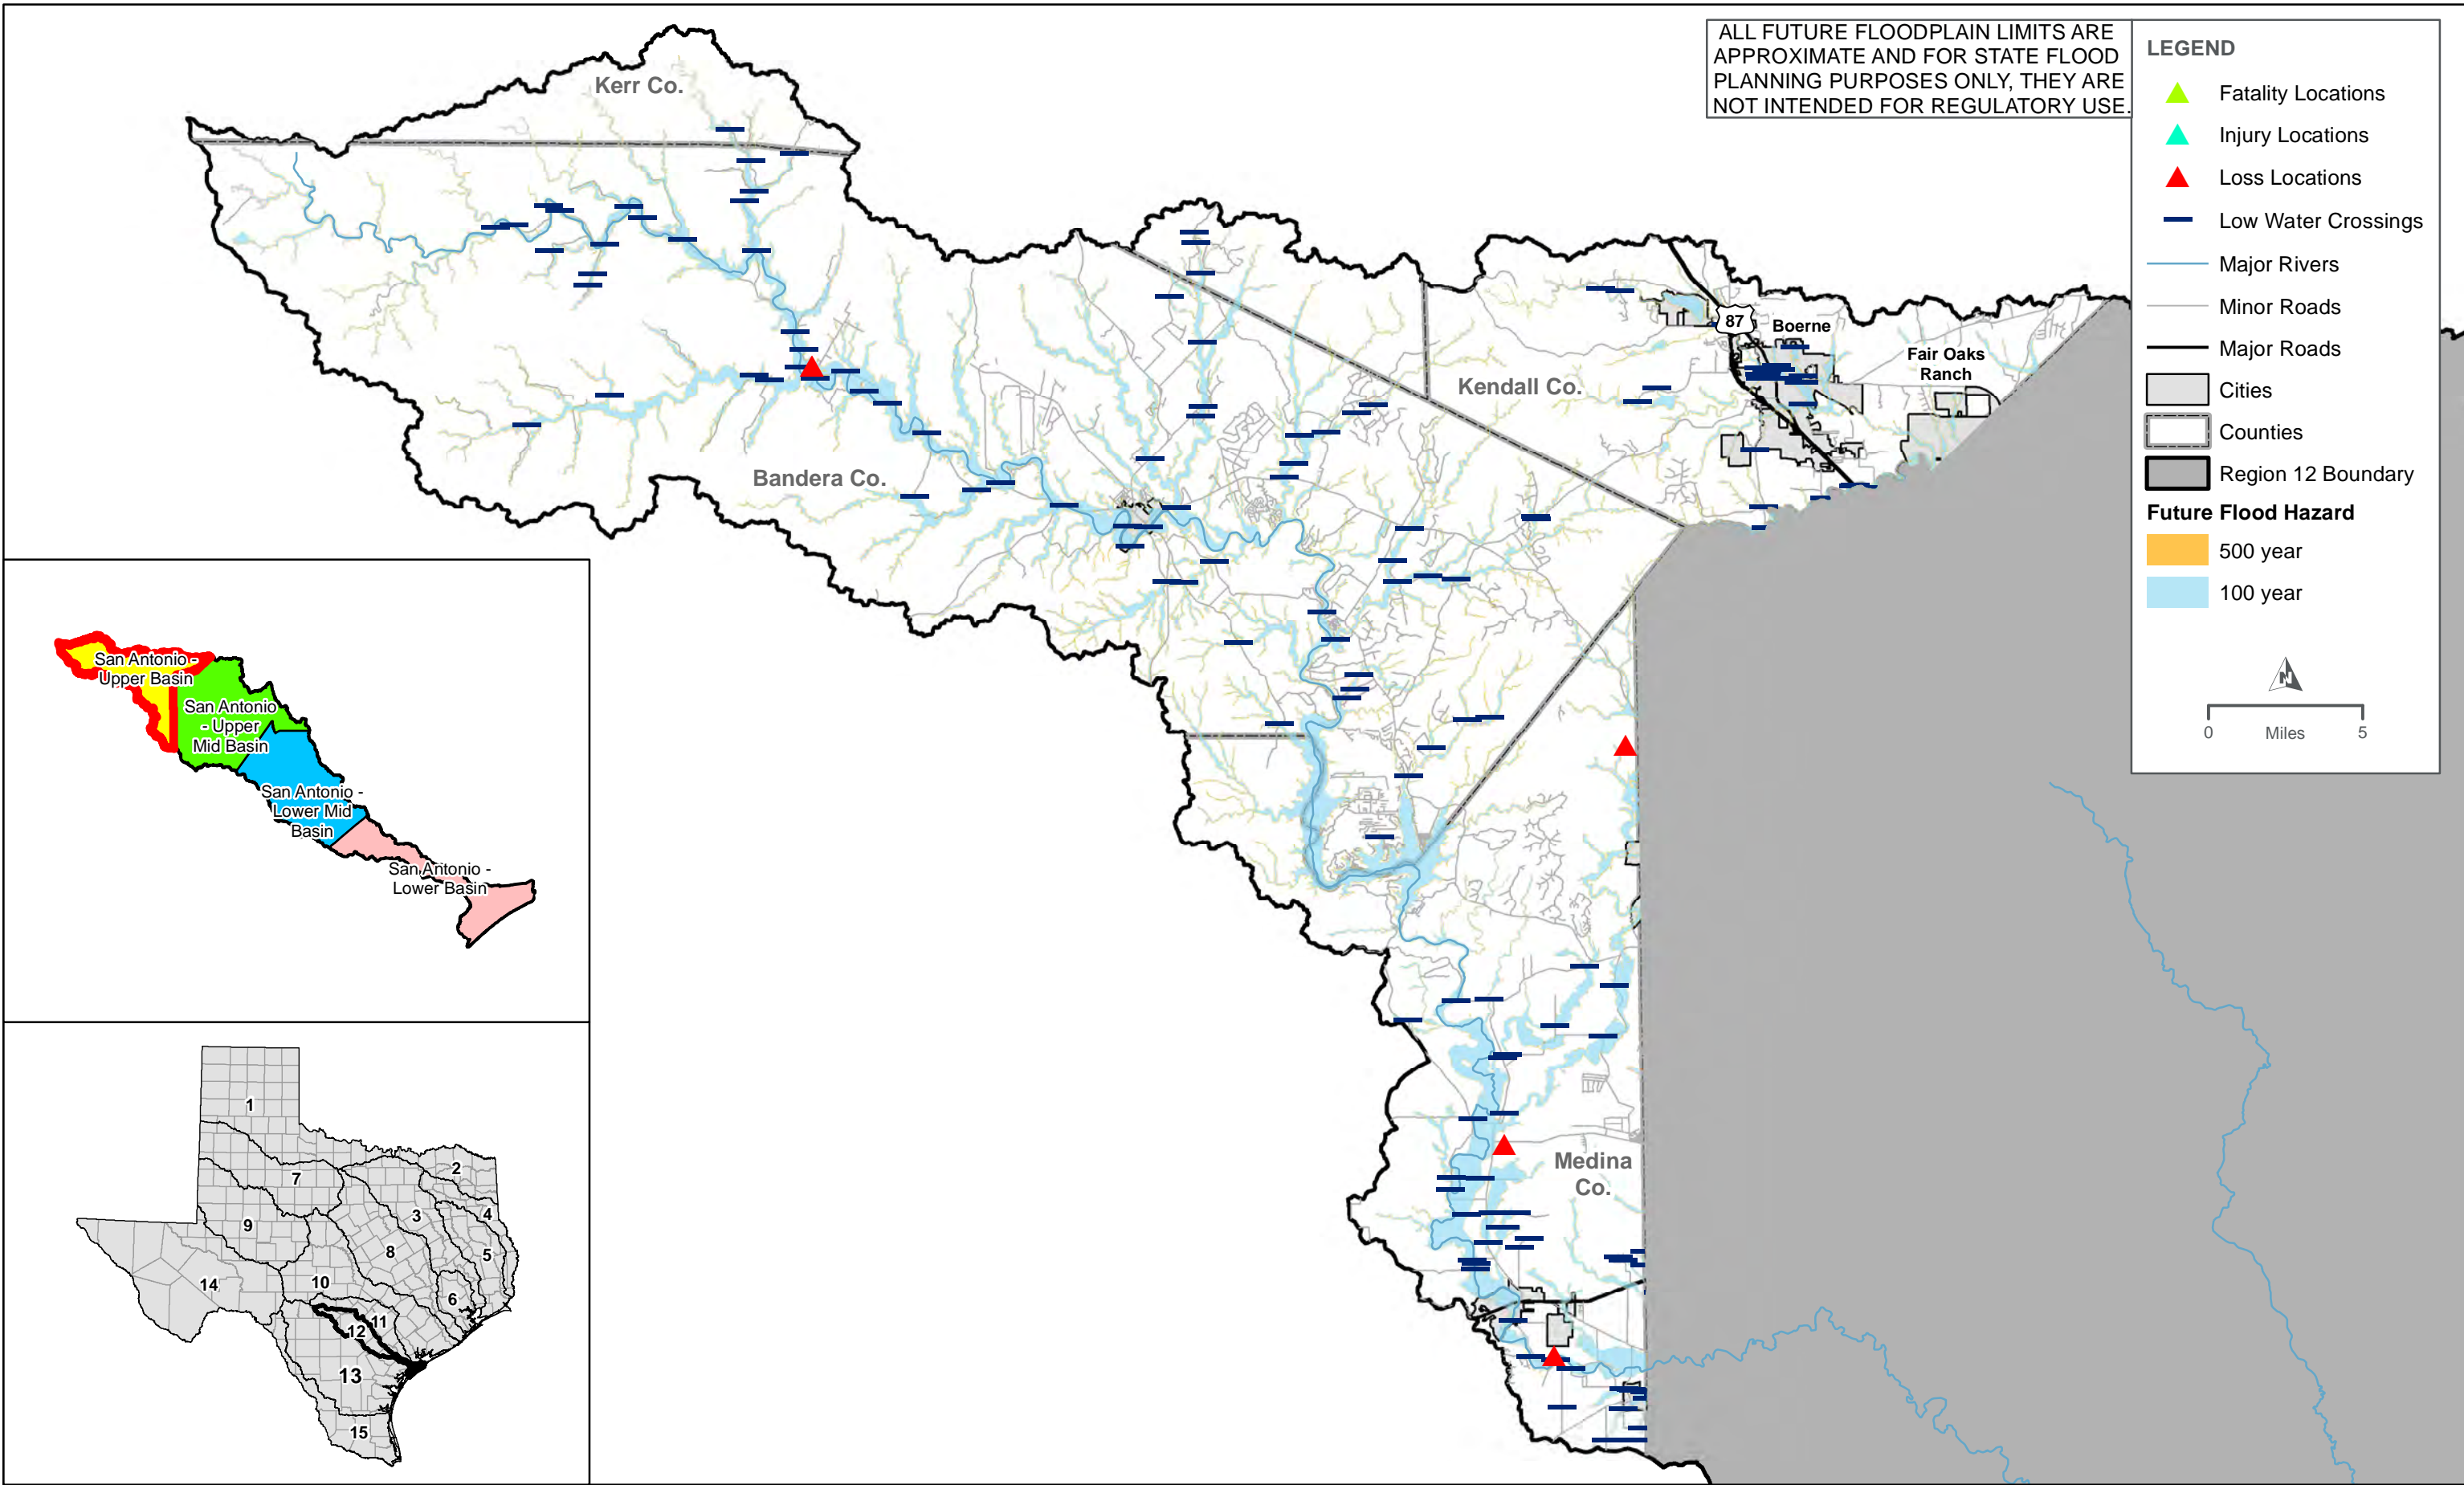 ALL FUTURE FLOODPLAIN LIMITS ARE
APPROXIMATE AND FOR STATE FLOOD
PLANNING PURPOSES ONLY, THEY ARE
NOT INTENDED FOR REGULATORY USE.
LEGEND
Fatality Locations
Injury Locations
Loss Locations
Low Water Crossings
Major Rivers
Minor Roads
Major Roads
Cities
Counties
Region 12 Boundary
Future Flood Hazard
500 year
100 year
N
0
Miles
5
Kerr Co.
87
Boerne
Fair Oaks
Ranch
Kendall Co.
Bandera Co.
Medina
Co.
San Antonio -
Upper Basin
San Antonio
- Upper
Mid Basin
San Antonio -
Lower Mid
Basin
San Antonio -
Lower Basin
1
2
7
3
4
9
8
5
14
10
6
11
12
13
15